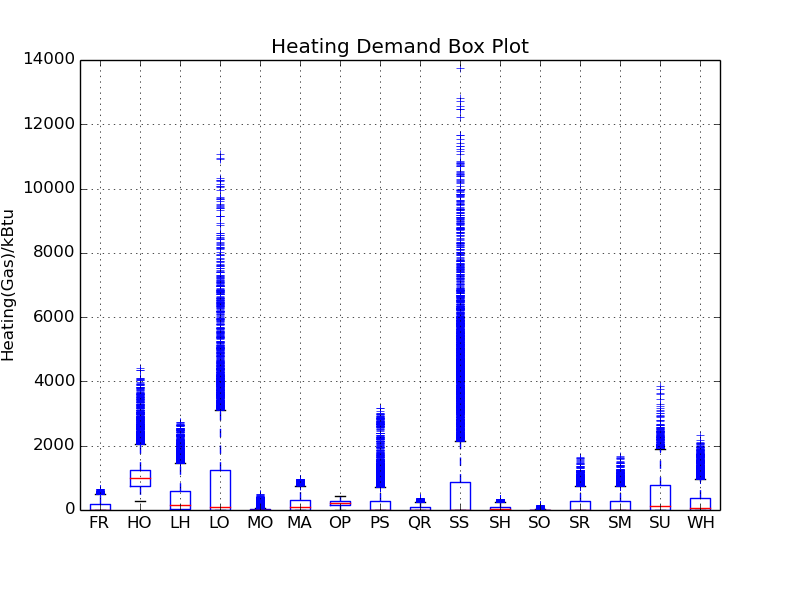 Heating Demand Box Plot
14000
12000
10000
8000
6000
4000
2000
0
Heating(Gas)/kBtu
FR HO LH LO MO MA OP PS QR SS SH SO SR SM SU WH